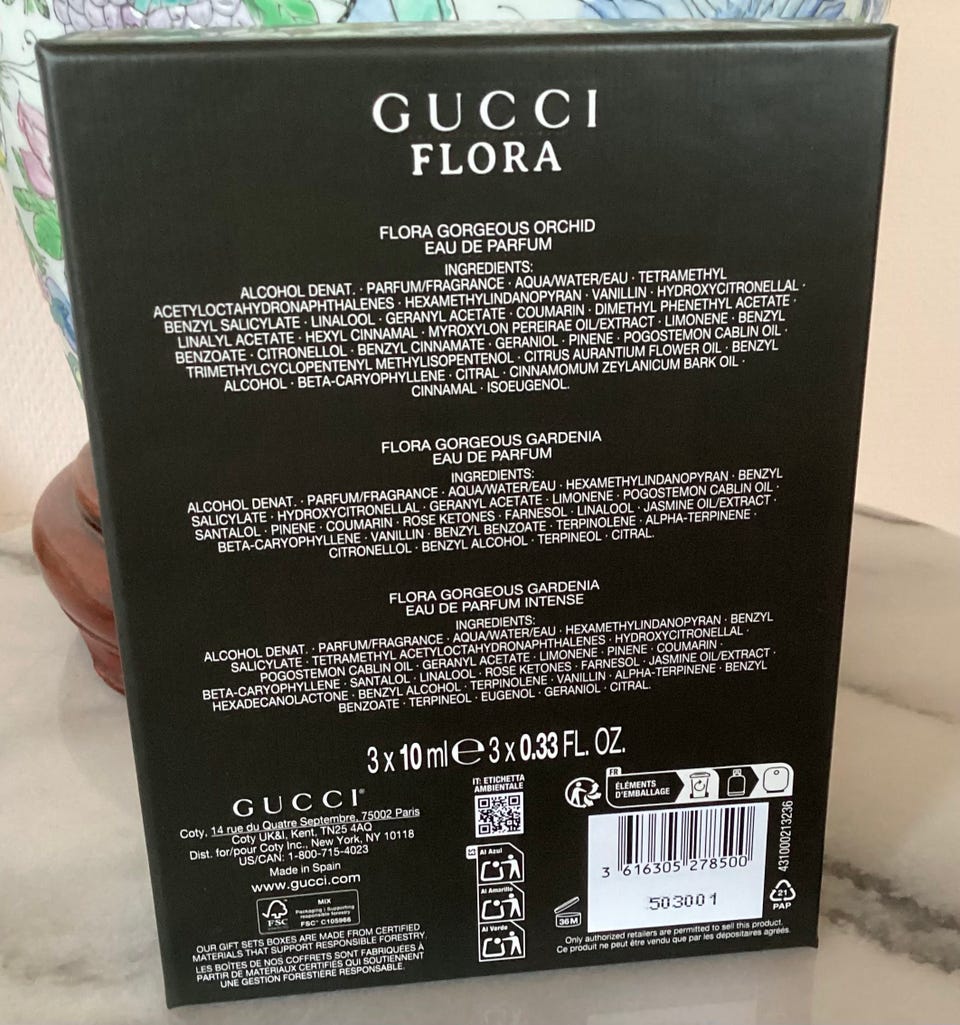 GUCCI
FLORA
FLORA GORGEOUS ORCHID
EAU DE PARFUM
INGREDIENTS:
ALCOHOL DENAT. · PARFUM/FRAGRANCE · AQUA/WATER/EAU · TETRAMETHYL
ACETYLOCTAHYDRONAPHTHALENES · HEXAMETHYLINDANOPYRAN · VANILLIN · HYDROXYCITRONELLAL ·
BENZYL SALICYLATE · LINALOOL · GERANYL ACETATE · COUMARIN · DIMETHYL PHENETHYL ACETATE ·
LINALYL ACETATE · HEXYL CINNAMAL · MYROXYLON PEREIRAE OIL/EXTRACT · LIMONENE · BENZYL
BENZOATE · CITRONELLOL · BENZYL CINNAMATE · GERANIOL · PINENE · POGOSTEMON CABLIN OIL ·
TRIMETHYLCYCLOPENTENYL METHYLISOPENTENOL · CITRUS AURANTIUM FLOWER OIL · BENZYL
ALCOHOL · BETA-CARYOPHYLLENE · CITRAL · CINNAMOMUM ZEYLANICUM BARK OIL ·
CINNAMAL · ISOEUGENOL.
FLORA GORGEOUS GARDENIA
EAU DE PARFUM
INGREDIENTS:
ALCOHOL DENAT. · PARFUM/FRAGRANCE · AQUA/WATER/EAU · HEXAMETHYLINDANOPYRAN · BENZYL
SALICYLATE · HYDROXYCITRONELLAL · GERANYL ACETATE · LIMONENE · POGOSTEMON CABLIN OIL ·
SANTALOL · PINENE · COUMARIN · ROSE KETONES · FARNESOL · LINALOOL · JASMINE OIL/EXTRACT ·
BETA-CARYOPHYLLENE · VANILLIN · BENZYL BENZOATE · TERPINOLENE · ALPHA-TERPINENE ·
CITRONELLOL · BENZYL ALCOHOL · TERPINEOL · CITRAL.
FLORA GORGEOUS GARDENIA
EAU DE PARFUM INTENSE
INGREDIENTS:
ALCOHOL DENAT. · PARFUM/FRAGRANCE · AQUA/WATER/EAU · HEXAMETHYLINDANOPYRAN · BENZYL
SALICYLATE · TETRAMETHYL ACETYLOCTAHYDRONAPHTHALENES · HYDROXYCITRONELLAL ·
POGOSTEMON CABLIN OIL · GERANYL ACETATE · LIMONENE · PINENE · COUMARIN ·
BETA-CARYOPHYLLENE · SANTALOL · LINALOOL · ROSE KETONES · FARNESOL · JASMINE OIL/EXTRACT ·
HEXADECANOLACTONE · BENZYL ALCOHOL · TERPINOLENE · VANILLIN · ALPHA-TERPINENE · BENZYL
BENZOATE · TERPINEOL · EUGENOL · GERANIOL · CITRAL.
3 x 10 ml e 3 x 0.33 FL. OZ.
GUCCI®
Coty, 14 rue du Quatre Septembre, 75002 Paris
Coty UK&I, Kent, TN25 4AQ
Dist. for/pour Coty Inc., New York, NY 10118
US/CAN: 1-800-715-4023
Made in Spain
www.gucci.com
FSC
MIX
Packaging | Supporting
responsible forestry
FSC® C105966
OUR GIFT SETS BOXES ARE MADE FROM CERTIFIED
MATERIALS THAT SUPPORT RESPONSIBLE FORESTRY.
LES BOÎTES DE NOS COFFRETS SONT FABRIQUÉES À
PARTIR DE MATERIAUX CERTIFIÉS QUI SOUTIENNENT
UNE GESTION FORESTIÈRE RESPONSABLE.
IT: ETICHETTA
AMBIENTALE
ES
Al Azul
Al Amarillo
Al Verde
FR
ÉLÉMENTS
D'EMBALLAGE
3 616305 278500
503001
431000213236
21
PAP
36M
Only authorized retailers are permitted to sell this product.
Ce produit ne peut être vendu que par les dépositaires agréés.